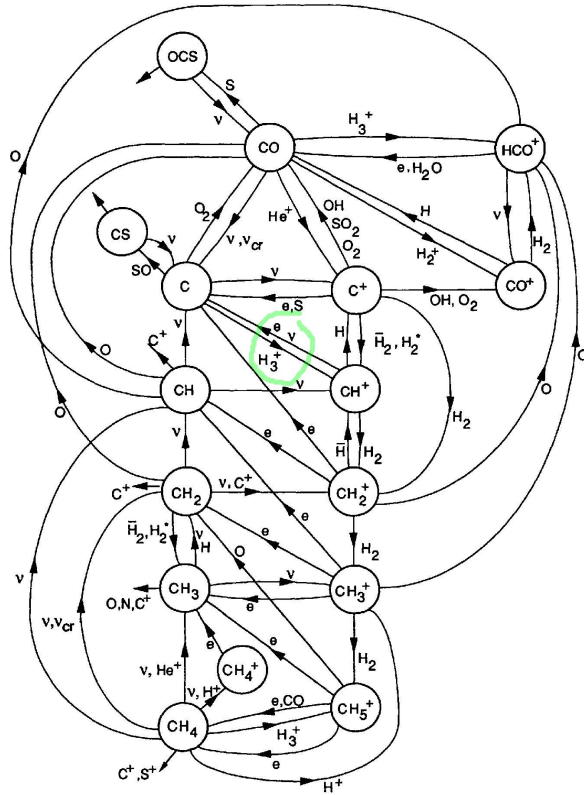 OCS
S
ν
CO
H₃⁺
HCO⁺
e, H₂O
O
O
O₂
ν, ν_cr
He⁺
OH
SO₂
O₂
H
H₂⁺
ν
H₂
CS
ν
SO
C
ν
C⁺
e,S
OH, O₂
CO⁺
ν
C⁺
e
ν
H₃⁺
H
H̅₂, H₂*
O
O
H₂
O
CH
ν
CH⁺
e
O
ν
e
H̅
H₂
C⁺
CH₂
ν, C⁺
CH₂⁺
H̅₂, H₂*
H
e
e
O
H₂
ν
O,N,C⁺
CH₃
ν
e
CH₃⁺
ν,ν_cr
ν, He⁺
e
CH₄⁺
e
H₂
ν, H⁺
e,CO
CH₅⁺
CH₄
H₃⁺
e
C⁺,S⁺
H⁺